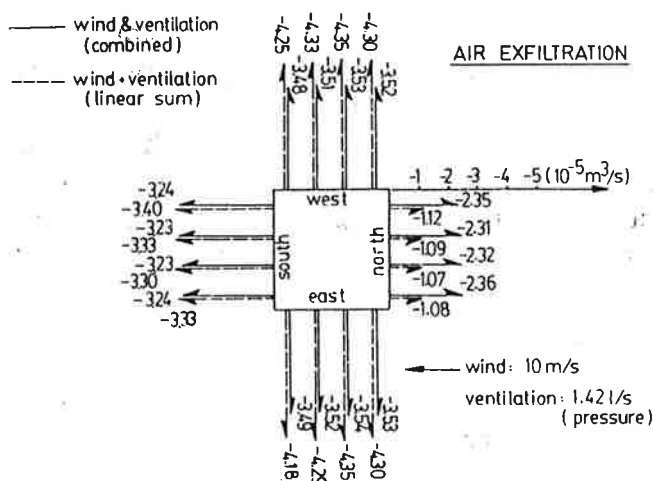 wind & ventilation
(combined)
wind + ventilation
(linear sum)
AIR EXFILTRATION
-4.25 -4.33 -4.35 -4.30
-3.48 -3.51 -3.53 -3.52
-1 -2 -3 -4 -5 (10⁻⁵ m³/s)
west
south
north
east
-3.24
-3.40
-3.23
-3.33
-3.23
-3.30
-3.24
-3.33
-2.35
-1.12
-2.31
-1.09
-2.32
-1.07
-2.36
-1.08
-3.49 -3.52 -3.54 -3.53
-4.18 -4.29 -4.35 -4.30
wind: 10 m/s
ventilation: 1.42 l/s
(pressure)